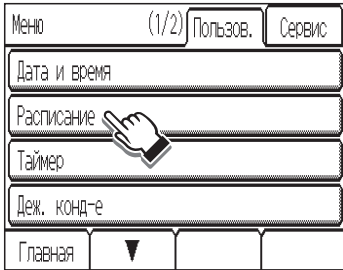 Меню (1/2) Пользов. Сервис
Дата и время
Расписание
Таймер
Деж. конд-е
Главная ▼